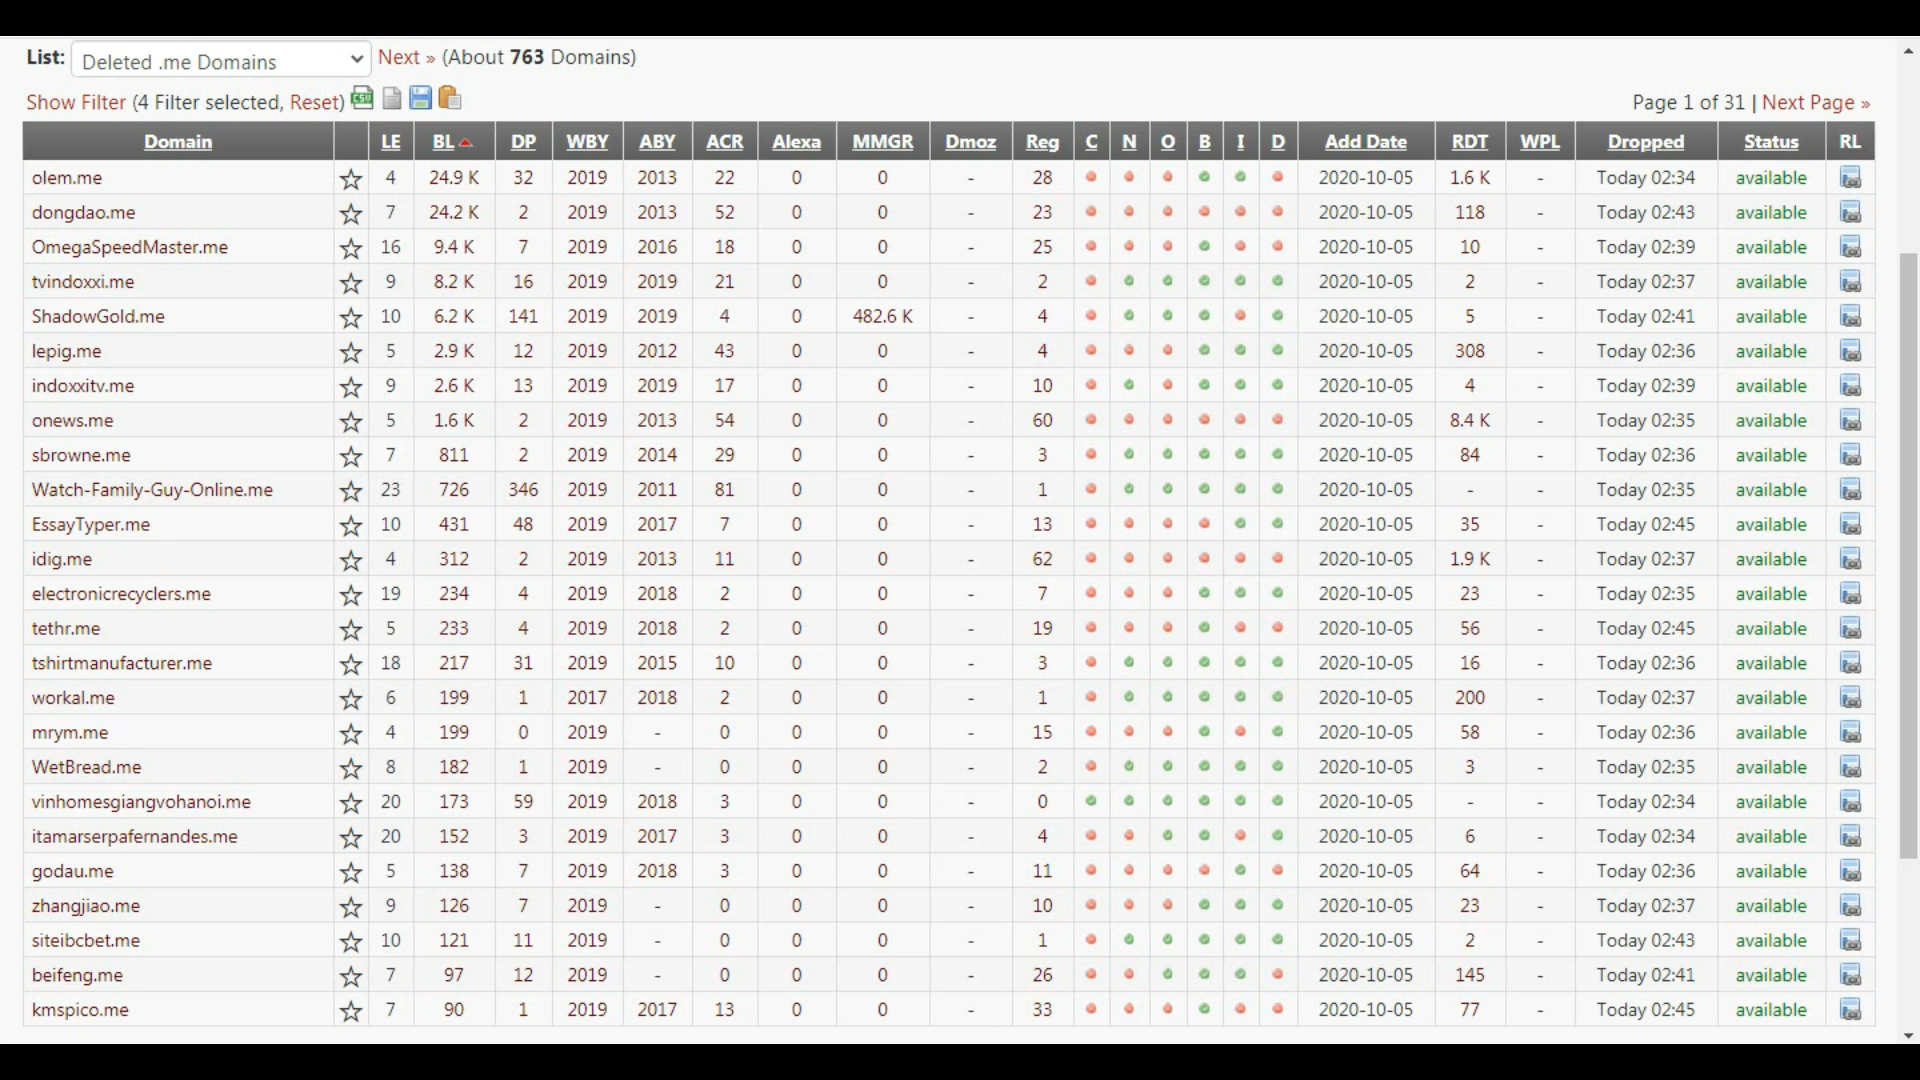 List: Deleted .me Domains Next » (About 763 Domains)
Show Filter (4 Filter selected, Reset) CSV Page 1 of 31 | Next Page »
Domain LE BL DP WBY ABY ACR Alexa MMGR Dmoz Reg C N O B I D Add Date RDT WPL Dropped Status RL
olem.me 4 24.9 K 32 2019 2013 22 0 0 - 28 2020-10-05 1.6 K - Today 02:34 available
dongdao.me 7 24.2 K 2 2019 2013 52 0 0 - 23 2020-10-05 118 - Today 02:43 available
OmegaSpeedMaster.me 16 9.4 K 7 2019 2016 18 0 0 - 25 2020-10-05 10 - Today 02:39 available
tvindoxxi.me 9 8.2 K 16 2019 2019 21 0 0 - 2 2020-10-05 2 - Today 02:37 available
ShadowGold.me 10 6.2 K 141 2019 2019 4 0 482.6 K - 4 2020-10-05 5 - Today 02:41 available
lepig.me 5 2.9 K 12 2019 2012 43 0 0 - 4 2020-10-05 308 - Today 02:36 available
indoxxitv.me 9 2.6 K 13 2019 2019 17 0 0 - 10 2020-10-05 4 - Today 02:39 available
onews.me 5 1.6 K 2 2019 2013 54 0 0 - 60 2020-10-05 8.4 K - Today 02:35 available
sbrowne.me 7 811 2 2019 2014 29 0 0 - 3 2020-10-05 84 - Today 02:36 available
Watch-Family-Guy-Online.me 23 726 346 2019 2011 81 0 0 - 1 2020-10-05 - - Today 02:35 available
EssayTyper.me 10 431 48 2019 2017 7 0 0 - 13 2020-10-05 35 - Today 02:45 available
idig.me 4 312 2 2019 2013 11 0 0 - 62 2020-10-05 1.9 K - Today 02:37 available
electronicrecyclers.me 19 234 4 2019 2018 2 0 0 - 7 2020-10-05 23 - Today 02:35 available
tethr.me 5 233 4 2019 2018 2 0 0 - 19 2020-10-05 56 - Today 02:45 available
tshirtmanufacturer.me 18 217 31 2019 2015 10 0 0 - 3 2020-10-05 16 - Today 02:36 available
workal.me 6 199 1 2017 2018 2 0 0 - 1 2020-10-05 200 - Today 02:37 available
mrym.me 4 199 0 2019 - 0 0 0 - 15 2020-10-05 58 - Today 02:36 available
WetBread.me 8 182 1 2019 - 0 0 0 - 2 2020-10-05 3 - Today 02:35 available
vinhomesgiangvohanoi.me 20 173 59 2019 2018 3 0 0 - 0 2020-10-05 - - Today 02:34 available
itamarserpafernandes.me 20 152 3 2019 2017 3 0 0 - 4 2020-10-05 6 - Today 02:34 available
godau.me 5 138 7 2019 2018 3 0 0 - 11 2020-10-05 64 - Today 02:36 available
zhangjiao.me 9 126 7 2019 - 0 0 0 - 10 2020-10-05 23 - Today 02:37 available
siteibcbet.me 10 121 11 2019 - 0 0 0 - 1 2020-10-05 2 - Today 02:43 available
beifeng.me 7 97 12 2019 - 0 0 0 - 26 2020-10-05 145 - Today 02:41 available
kmspico.me 7 90 1 2019 2017 13 0 0 - 33 2020-10-05 77 - Today 02:45 available